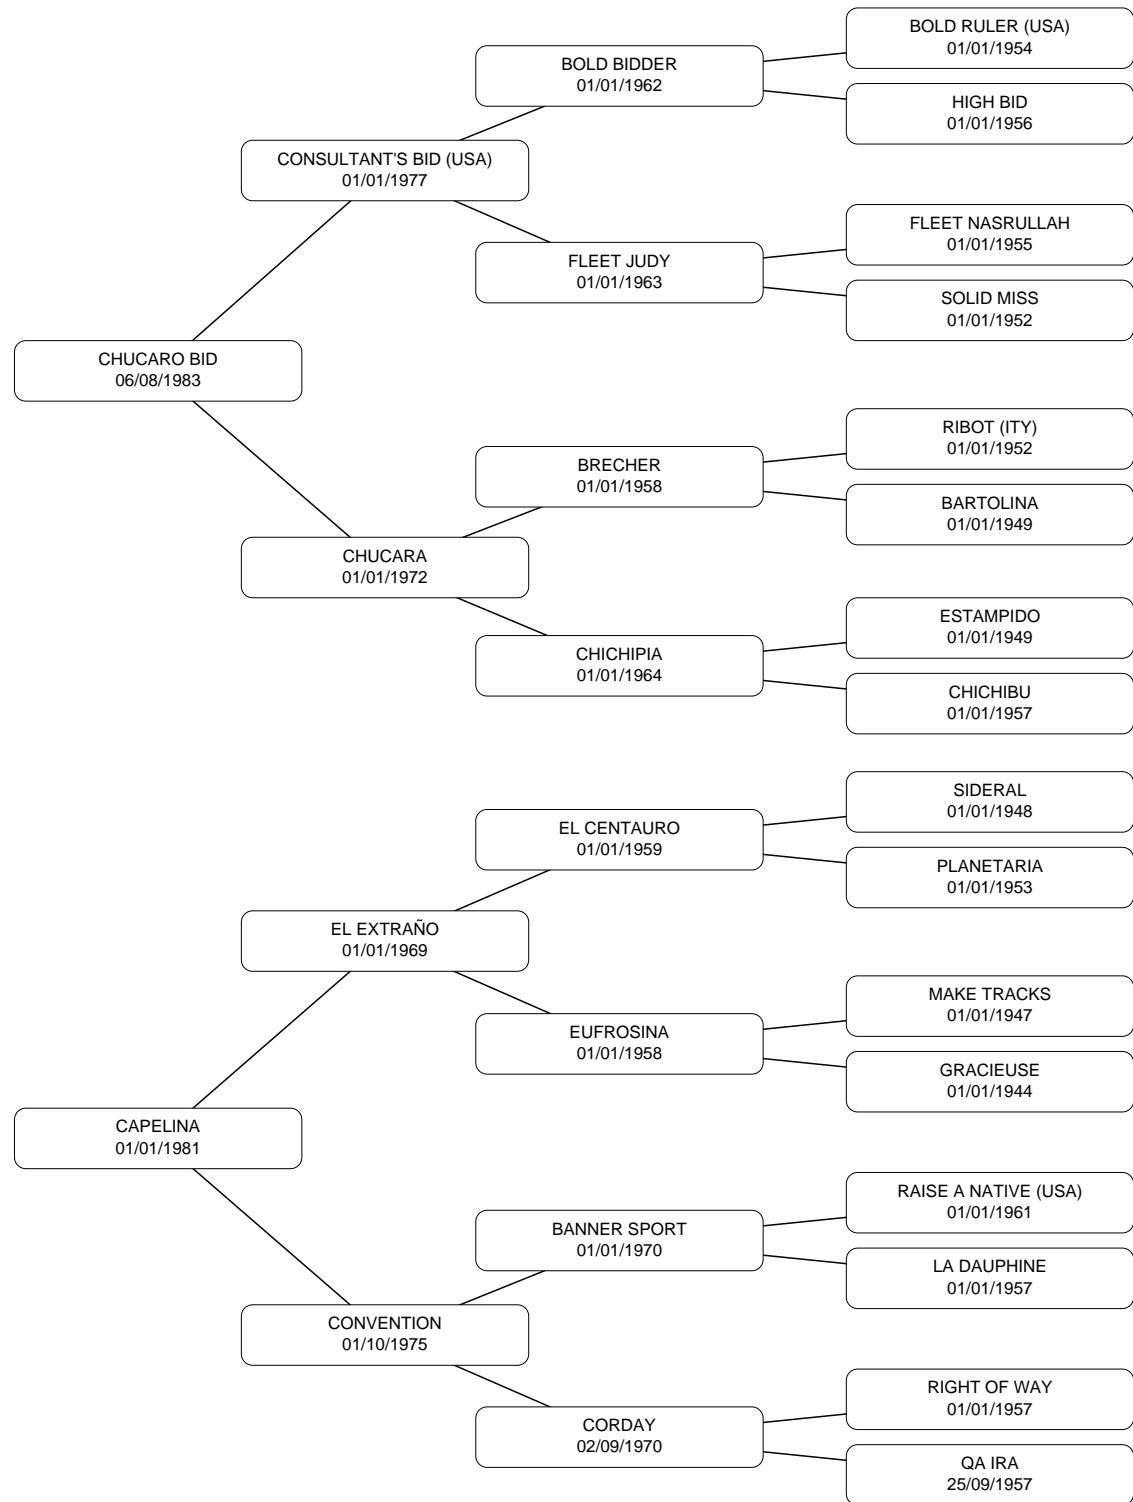 BOLD RULER (USA)
01/01/1954
BOLD BIDDER
01/01/1962
HIGH BID
01/01/1956
CONSULTANT'S BID (USA)
01/01/1977
FLEET NASRULLAH
01/01/1955
FLEET JUDY
01/01/1963
SOLID MISS
01/01/1952
CHUCARO BID
06/08/1983
RIBOT (ITY)
01/01/1952
BRECHER
01/01/1958
BARTOLINA
01/01/1949
CHUCARA
01/01/1972
ESTAMPIDO
01/01/1949
CHICHIPIA
01/01/1964
CHICHIBU
01/01/1957
SIDERAL
01/01/1948
EL CENTAURO
01/01/1959
PLANETARIA
01/01/1953
EL EXTRAÑO
01/01/1969
MAKE TRACKS
01/01/1947
EUFROSINA
01/01/1958
GRACIEUSE
01/01/1944
CAPELINA
01/01/1981
RAISE A NATIVE (USA)
01/01/1961
BANNER SPORT
01/01/1970
LA DAUPHINE
01/01/1957
CONVENTION
01/10/1975
RIGHT OF WAY
01/01/1957
CORDAY
02/09/1970
QA IRA
25/09/1957